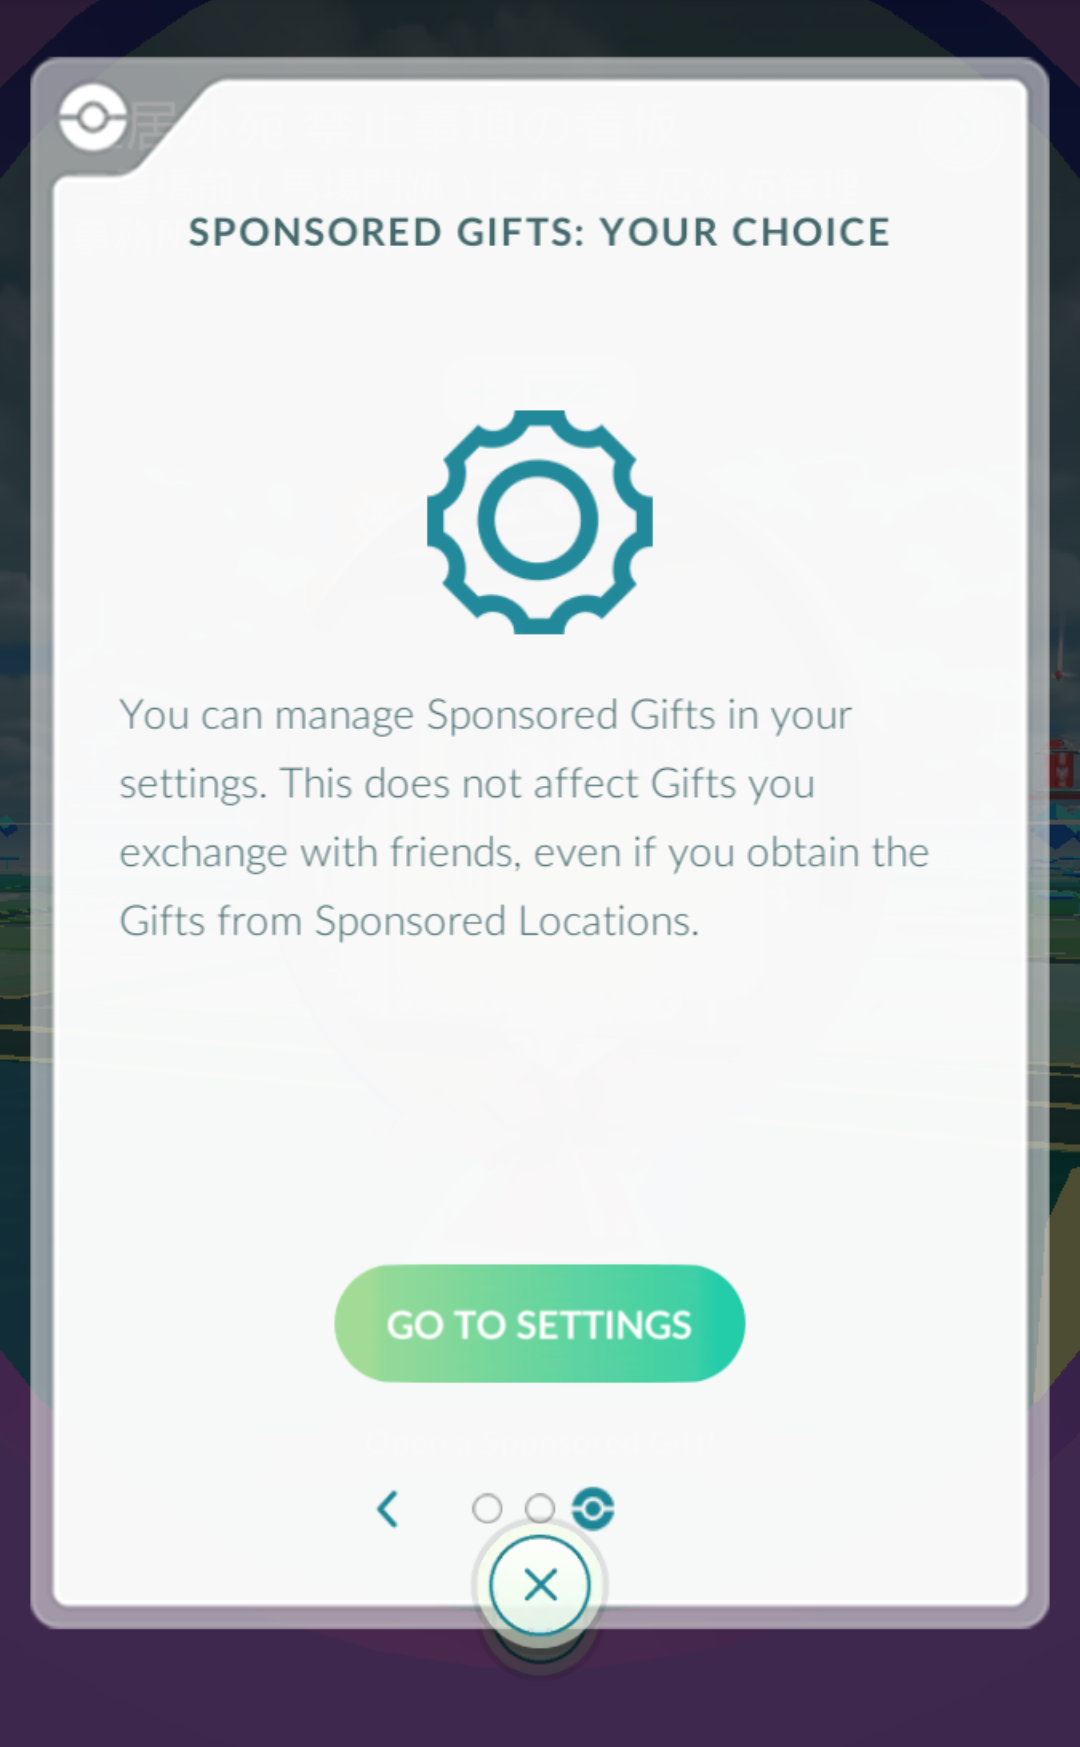 居
SPONSORED GIFTS: YOUR CHOICE
You can manage Sponsored Gifts in your
settings. This does not affect Gifts you
exchange with friends, even if you obtain the
Gifts from Sponsored Locations.
GO TO SETTINGS